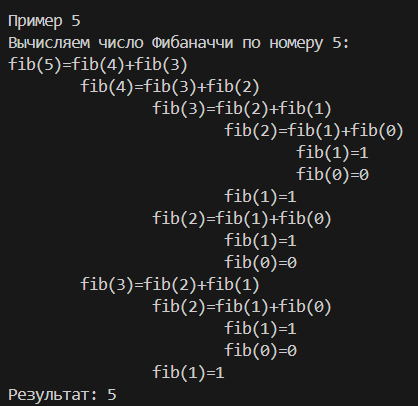 Пример 5
Вычисляем число Фибаначчи по номеру 5:
fib(5)=fib(4)+fib(3)
        fib(4)=fib(3)+fib(2)
                fib(3)=fib(2)+fib(1)
                        fib(2)=fib(1)+fib(0)
                                fib(1)=1
                                fib(0)=0
                        fib(1)=1
                fib(2)=fib(1)+fib(0)
                        fib(1)=1
                        fib(0)=0
        fib(3)=fib(2)+fib(1)
                fib(2)=fib(1)+fib(0)
                        fib(1)=1
                        fib(0)=0
                fib(1)=1
Результат: 5